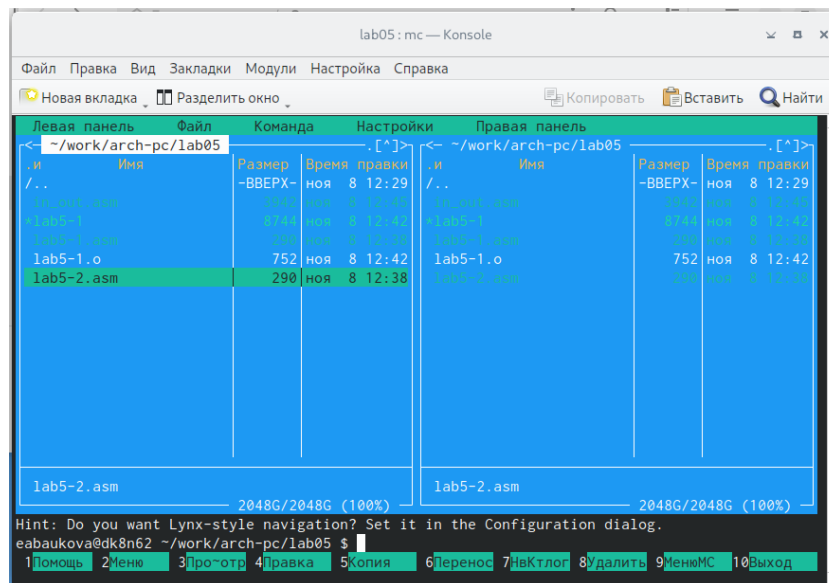 lab05 : mc — Konsole
Файл Правка Вид Закладки Модули Настройка Справка
Новая вкладка Разделить окно Копировать Вставить Найти
Левая панель Файл Команда Настройки Правая панель
<— ~/work/arch-pc/lab05 .[^]> <— ~/work/arch-pc/lab05 .[^]>
.и Имя Размер Время правки .и Имя Размер Время правки
/.. -ВВЕРХ- ноя 8 12:29 /.. -ВВЕРХ- ноя 8 12:29
in_out.asm 3942 ноя 8 12:45 in_out.asm 3942 ноя 8 12:45
*lab5-1 8744 ноя 8 12:42 *lab5-1 8744 ноя 8 12:42
lab5-1.asm 290 ноя 8 12:38 lab5-1.asm 290 ноя 8 12:38
lab5-1.o 752 ноя 8 12:42 lab5-1.o 752 ноя 8 12:42
lab5-2.asm 290 ноя 8 12:38 lab5-2.asm 290 ноя 8 12:38
lab5-2.asm lab5-2.asm
2048G/2048G (100%) 2048G/2048G (100%)
Hint: Do you want Lynx-style navigation? Set it in the Configuration dialog.
eabaukova@dk8n62 ~/work/arch-pc/lab05 $
1Помощь 2Меню 3Про~отр 4Правка 5Копия 6Перенос 7НвКтлог 8Удалить 9МенюМС 10Выход